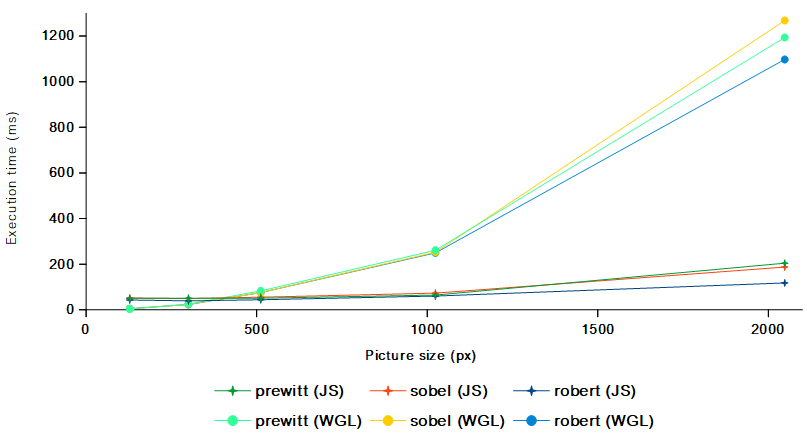 1200
1000
800
600
400
200
0
Execution time (ms)
0 500 1000 1500 2000
Picture size (px)
prewitt (JS) sobel (JS) robert (JS)
prewitt (WGL) sobel (WGL) robert (WGL)